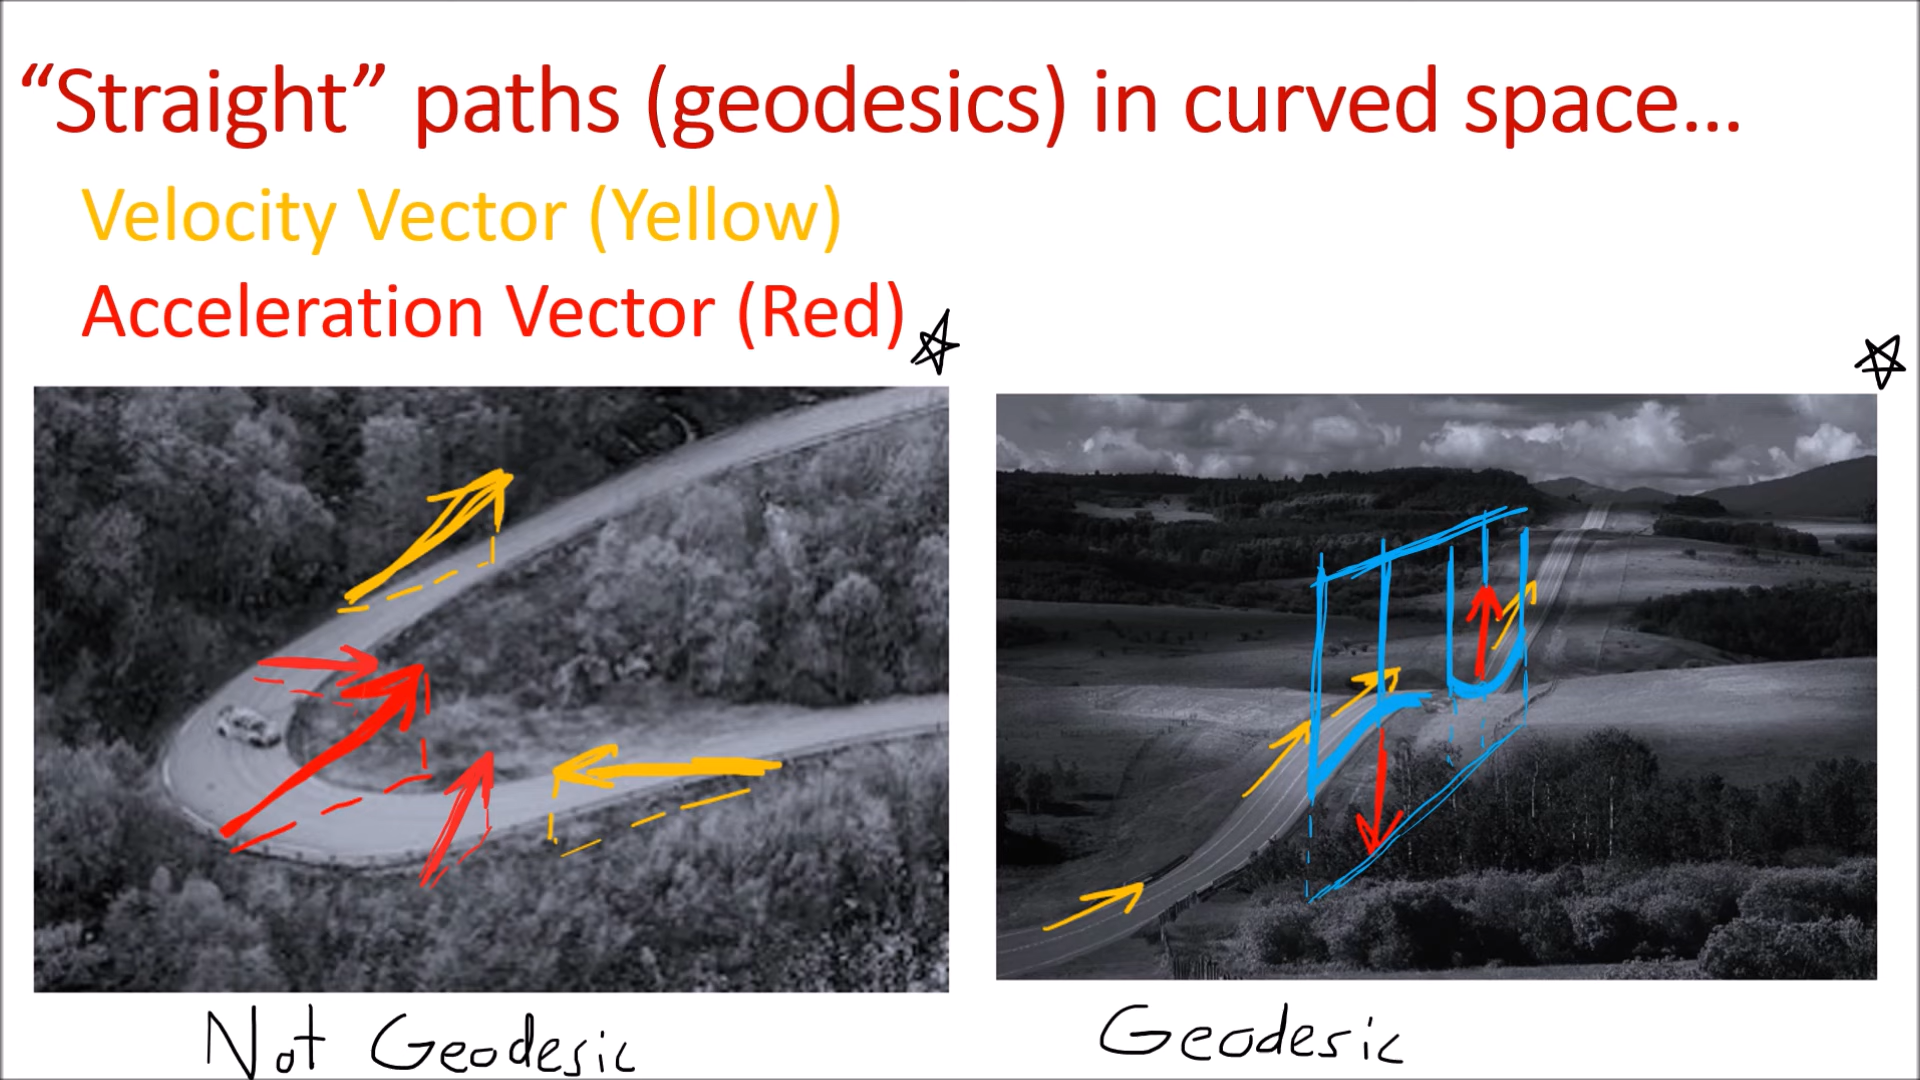 “Straight” paths (geodesics) in curved space...
Velocity Vector (Yellow)
Acceleration Vector (Red)
Not Geodesic
Geodesic